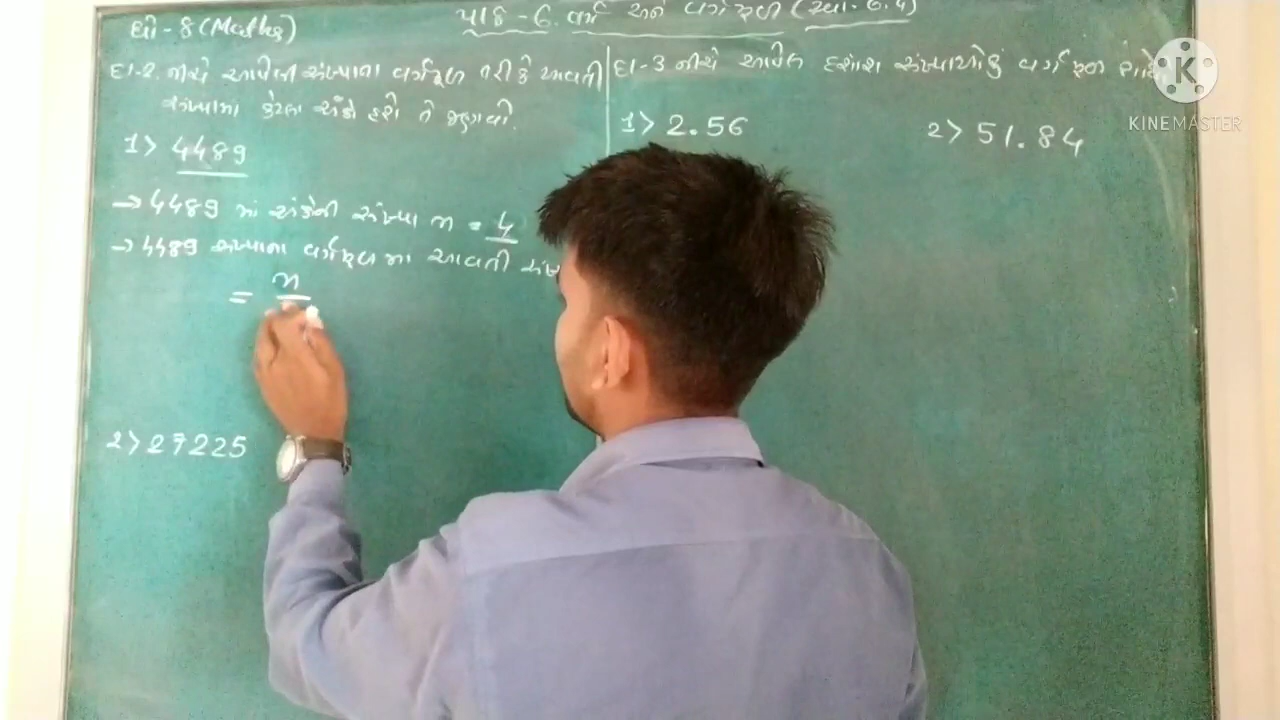 ધો - 8 (Maths)
પાઠ - 6. વર્ગ અને વર્ગમૂળ (સ્વા. 6.4)
દા-2. નીચે આપેલી સંખ્યાના વર્ગમૂળ તરીકે આવતી
સંખ્યામાં કેટલા અંકો હશે તે જણાવો.
1> 4489
→ 4489 માં અંકોની સંખ્યા n = 4
→ 4489 સંખ્યાના વર્ગમૂળમાં આવતી
= n
2> 27225
દા-3 નીચે આપેલ દશાંશ સંખ્યાઓનું વર્ગમૂળ શોધો
1> 2.56
2> 51.84
K
KINEMASTER